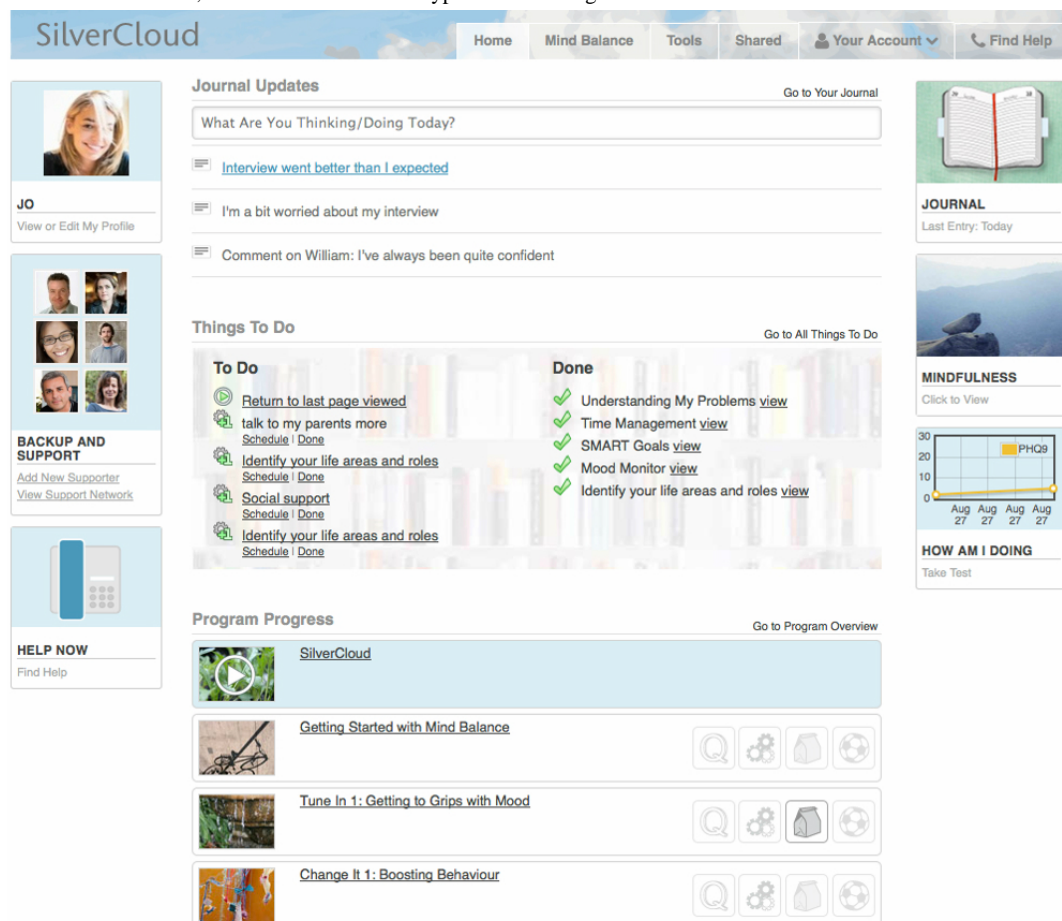 SilverCloud
Home
Mind Balance
Tools
Shared
Your Account
Find Help
JO
View or Edit My Profile
BACKUP AND
SUPPORT
Add New Supporter
View Support Network
HELP NOW
Find Help
Journal Updates
Go to Your Journal
What Are You Thinking/Doing Today?
Interview went better than I expected
I'm a bit worried about my interview
Comment on William: I've always been quite confident
Things To Do
Go to All Things To Do
To Do
Return to last page viewed
talk to my parents more
Schedule | Done
Identify your life areas and roles
Schedule | Done
Social support
Schedule | Done
Identify your life areas and roles
Schedule | Done
Done
Understanding My Problems view
Time Management view
SMART Goals view
Mood Monitor view
Identify your life areas and roles view
Program Progress
Go to Program Overview
SilverCloud
Getting Started with Mind Balance
Q
Tune In 1: Getting to Grips with Mood
Q
Change It 1: Boosting Behaviour
Q
JOURNAL
Last Entry: Today
MINDFULNESS
Click to View
30
20
10
0
PHQ9
Aug Aug Aug Aug
27 27 27 27
HOW AM I DOING
Take Test